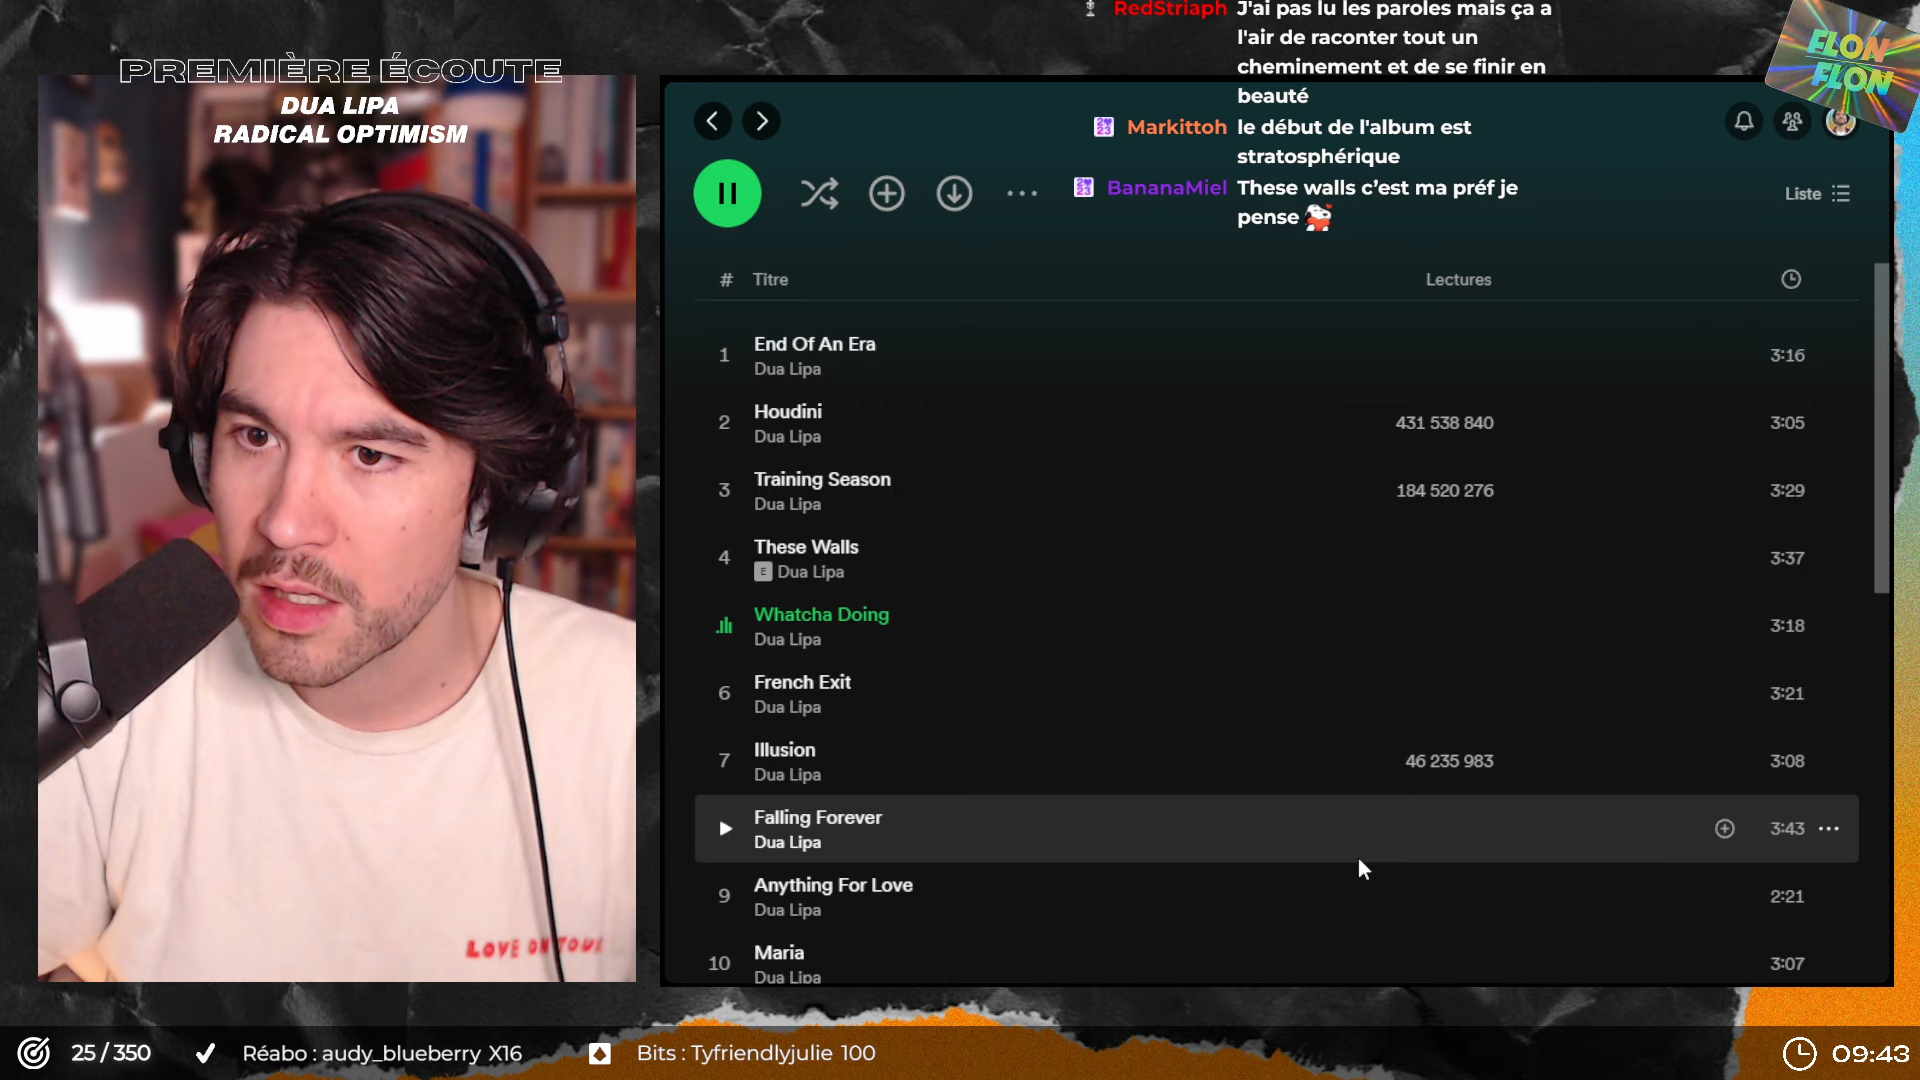 PREMIÈRE ÉCOUTE
DUA LIPA
RADICAL OPTIMISM
RedStriaph J'ai pas lu les paroles mais ça a
l'air de raconter tout un
cheminement et de se finir en
beauté
Markittoh le début de l'album est
stratosphérique
BananaMiel These walls c'est ma préf je
pense
FLON
FLON
Liste
# Titre Lectures
1 End Of An Era 3:16
Dua Lipa
2 Houdini 431 538 840 3:05
Dua Lipa
3 Training Season 184 520 276 3:29
Dua Lipa
4 These Walls 3:37
E Dua Lipa
Whatcha Doing 3:18
Dua Lipa
6 French Exit 3:21
Dua Lipa
7 Illusion 46 235 983 3:08
Dua Lipa
Falling Forever 3:43
Dua Lipa
9 Anything For Love 2:21
Dua Lipa
10 Maria 3:07
Dua Lipa
LOVE ON TOUR
25 / 350 Réabo : audy_blueberry X16 Bits : Tyfriendlyjulie 100 09:43